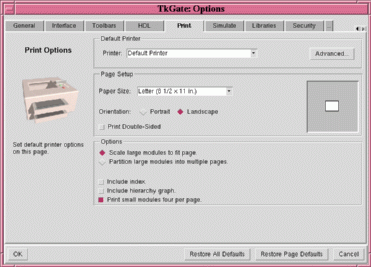 TkGate: Options
General Interface Toolbars HDL Print Simulate Libraries Security
Print Options
Default Printer
Printer: Default Printer Advanced...
Page Setup
Paper Size: Letter (8 1/2 x 11 in.)
Orientation: Portrait Landscape
Print Double-Sided
Set default printer options
on this page.
Options
Scale large modules to fit page.
Partition large modules into multiple pages.
Include index.
Include hierarchy graph.
Print small modules four per page.
OK Restore All Defaults Restore Page Defaults Cancel